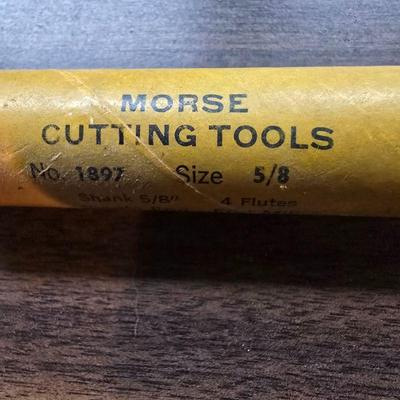 MORSE
CUTTING TOOLS
No. 1897 Size 5/8
Shank 5/8" 4 Flutes